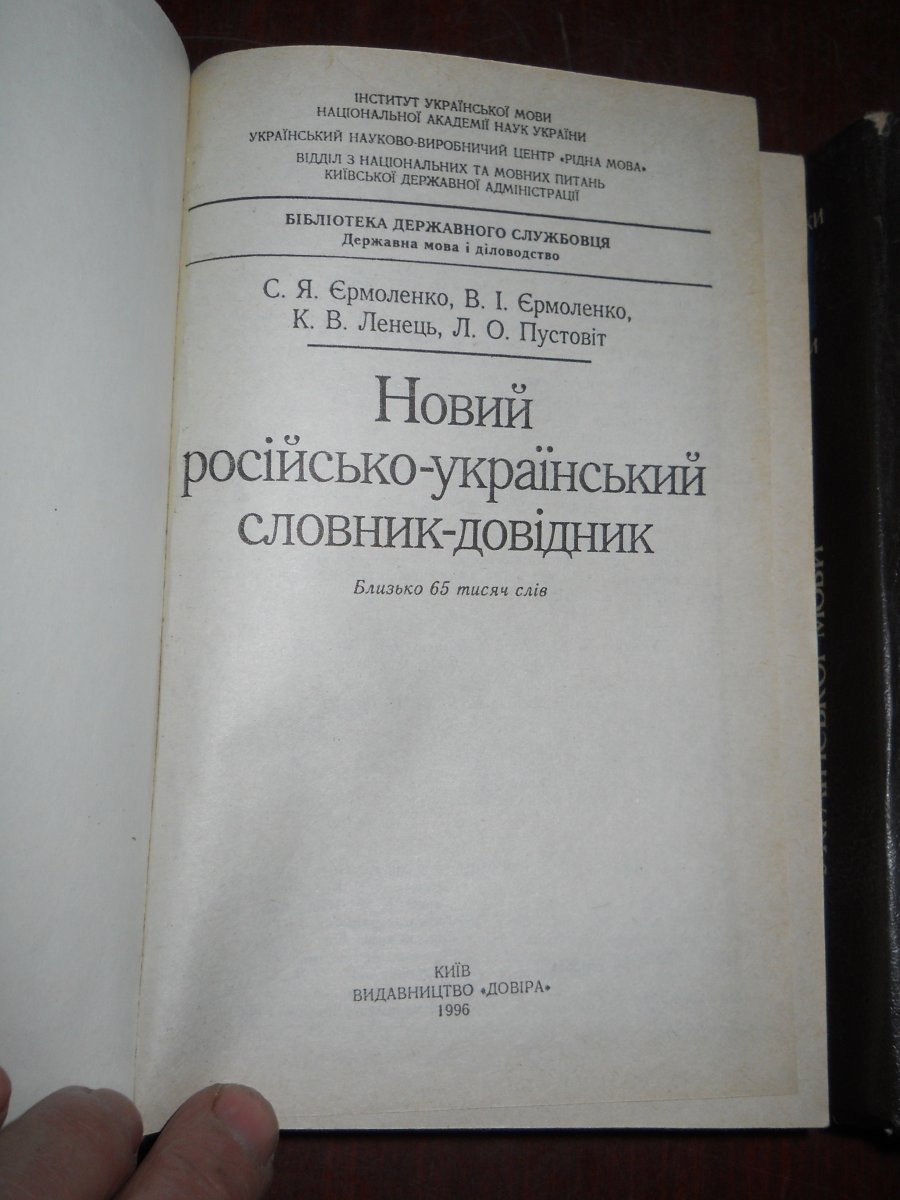 ІНСТИТУТ УКРАЇНСЬКОЇ МОВИ
НАЦІОНАЛЬНОЇ АКАДЕМІЇ НАУК УКРАЇНИ
УКРАЇНСЬКИЙ НАУКОВО-ВИРОБНИЧИЙ ЦЕНТР «РІДНА МОВА»
ВІДДІЛ З НАЦІОНАЛЬНИХ ТА МОВНИХ ПИТАНЬ
КИЇВСЬКОЇ ДЕРЖАВНОЇ АДМІНІСТРАЦІЇ
БІБЛІОТЕКА ДЕРЖАВНОГО СЛУЖБОВЦЯ
Державна мова і діловодство
С. Я. Єрмоленко, В. І. Єрмоленко,
К. В. Ленець, Л. О. Пустовіт
Новий
російсько-український
словник-довідник
Близько 65 тисяч слів
КИЇВ
ВИДАВНИЦТВО «ДОВІРА»
1996
УКРАЇНСЬКОЇ МОВИ